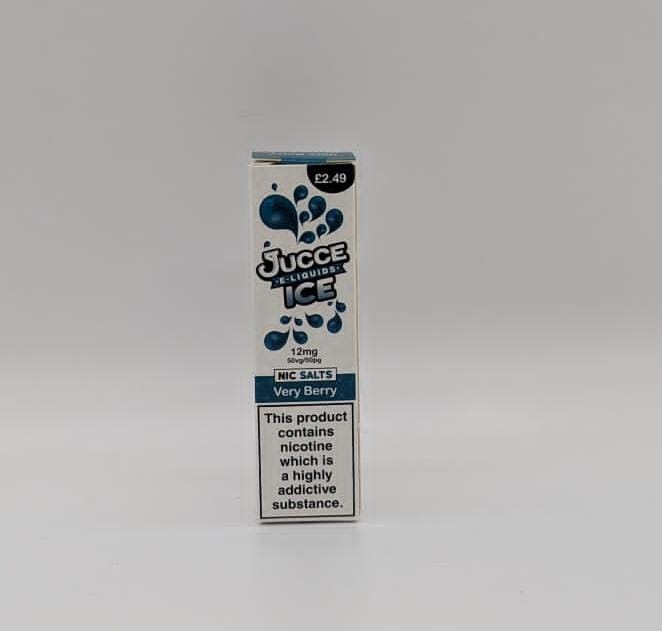 £2.49
JUCCE
·E-LIQUIDS·
ICE
12mg
50vg/50pg
NIC SALTS
Very Berry
This product
contains
nicotine
which is
a highly
addictive
substance.